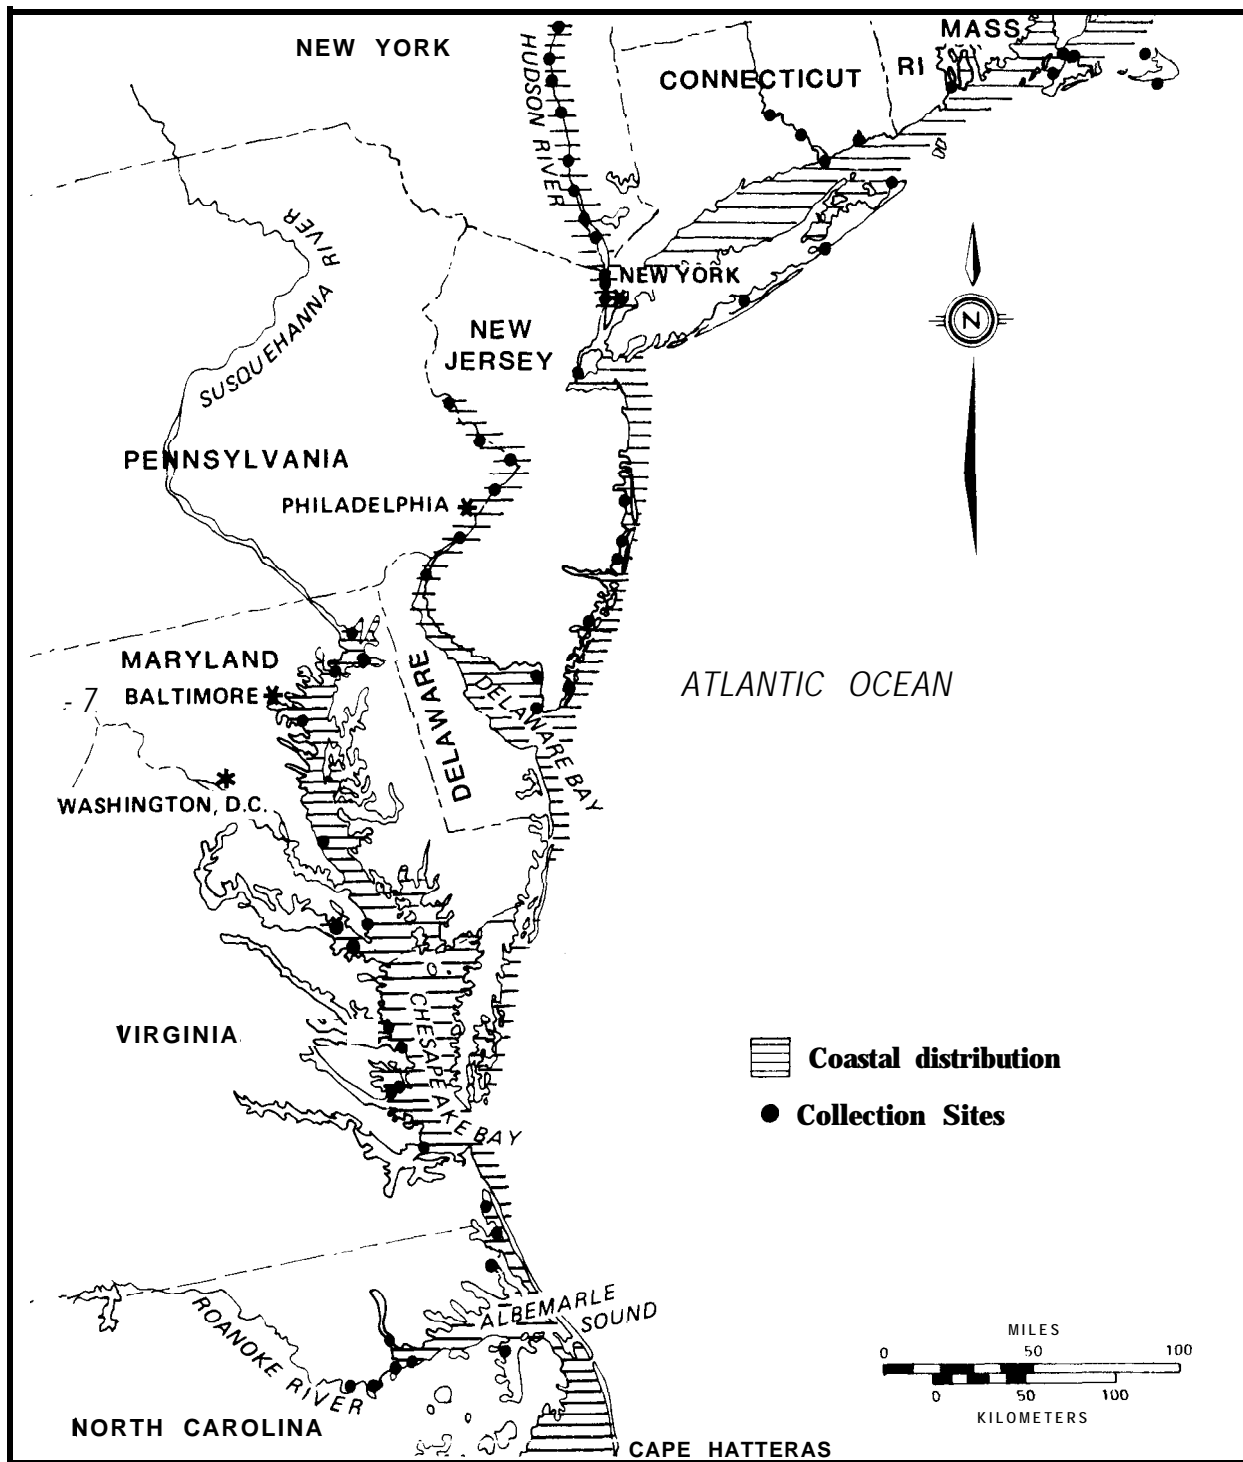 MASS
NEW YORK
RI
CONNECTICUT
HUDSON RIVER
RIVER
SUSQUEHANNA
NEW YORK
N
NEW
JERSEY
PENNSYLVANIA
PHILADELPHIA
MARYLAND
DELAWARE
DELAWARE BAY
ATLANTIC OCEAN
- 7
BALTIMORE
WASHINGTON, D.C.
CHESAPEAKE BAY
VIRGINIA
Coastal distribution
Collection Sites
ALBEMARLE
SOUND
ROANOKE RIVER
MILES
0 50 100
0 50 100
KILOMETERS
NORTH CAROLINA
CAPE HATTERAS